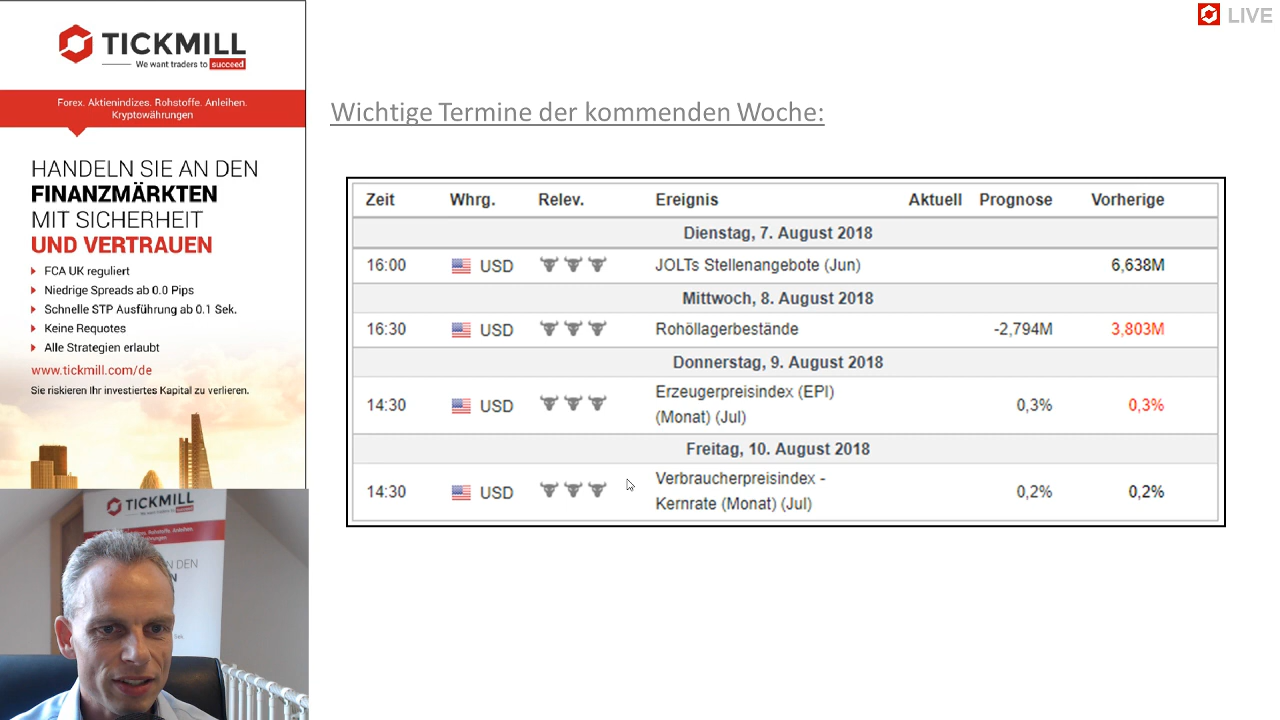 TICKMILL
We want traders to succeed
Forex. Aktienindizes. Rohstoffe. Anleihen.
Kryptowährungen
HANDELN SIE AN DEN
FINANZMÄRKTEN
MIT SICHERHEIT
UND VERTRAUEN
FCA UK reguliert
Niedrige Spreads ab 0.0 Pips
Schnelle STP Ausführung ab 0.1 Sek.
Keine Requotes
Alle Strategien erlaubt
www.tickmill.com/de
Sie riskieren Ihr investiertes Kapital zu verlieren.
TICKMILL
LIVE
Wichtige Termine der kommenden Woche:
Zeit Whrg. Relev. Ereignis Aktuell Prognose Vorherige
Dienstag, 7. August 2018
16:00 USD JOLTs Stellenangebote (Jun) 6,638M
Mittwoch, 8. August 2018
16:30 USD Rohöllagerbestände -2,794M 3,803M
Donnerstag, 9. August 2018
14:30 USD Erzeugerpreisindex (EPI) 0,3% 0,3%
(Monat) (Jul)
Freitag, 10. August 2018
14:30 USD Verbraucherpreisindex - 0,2% 0,2%
Kernrate (Monat) (Jul)